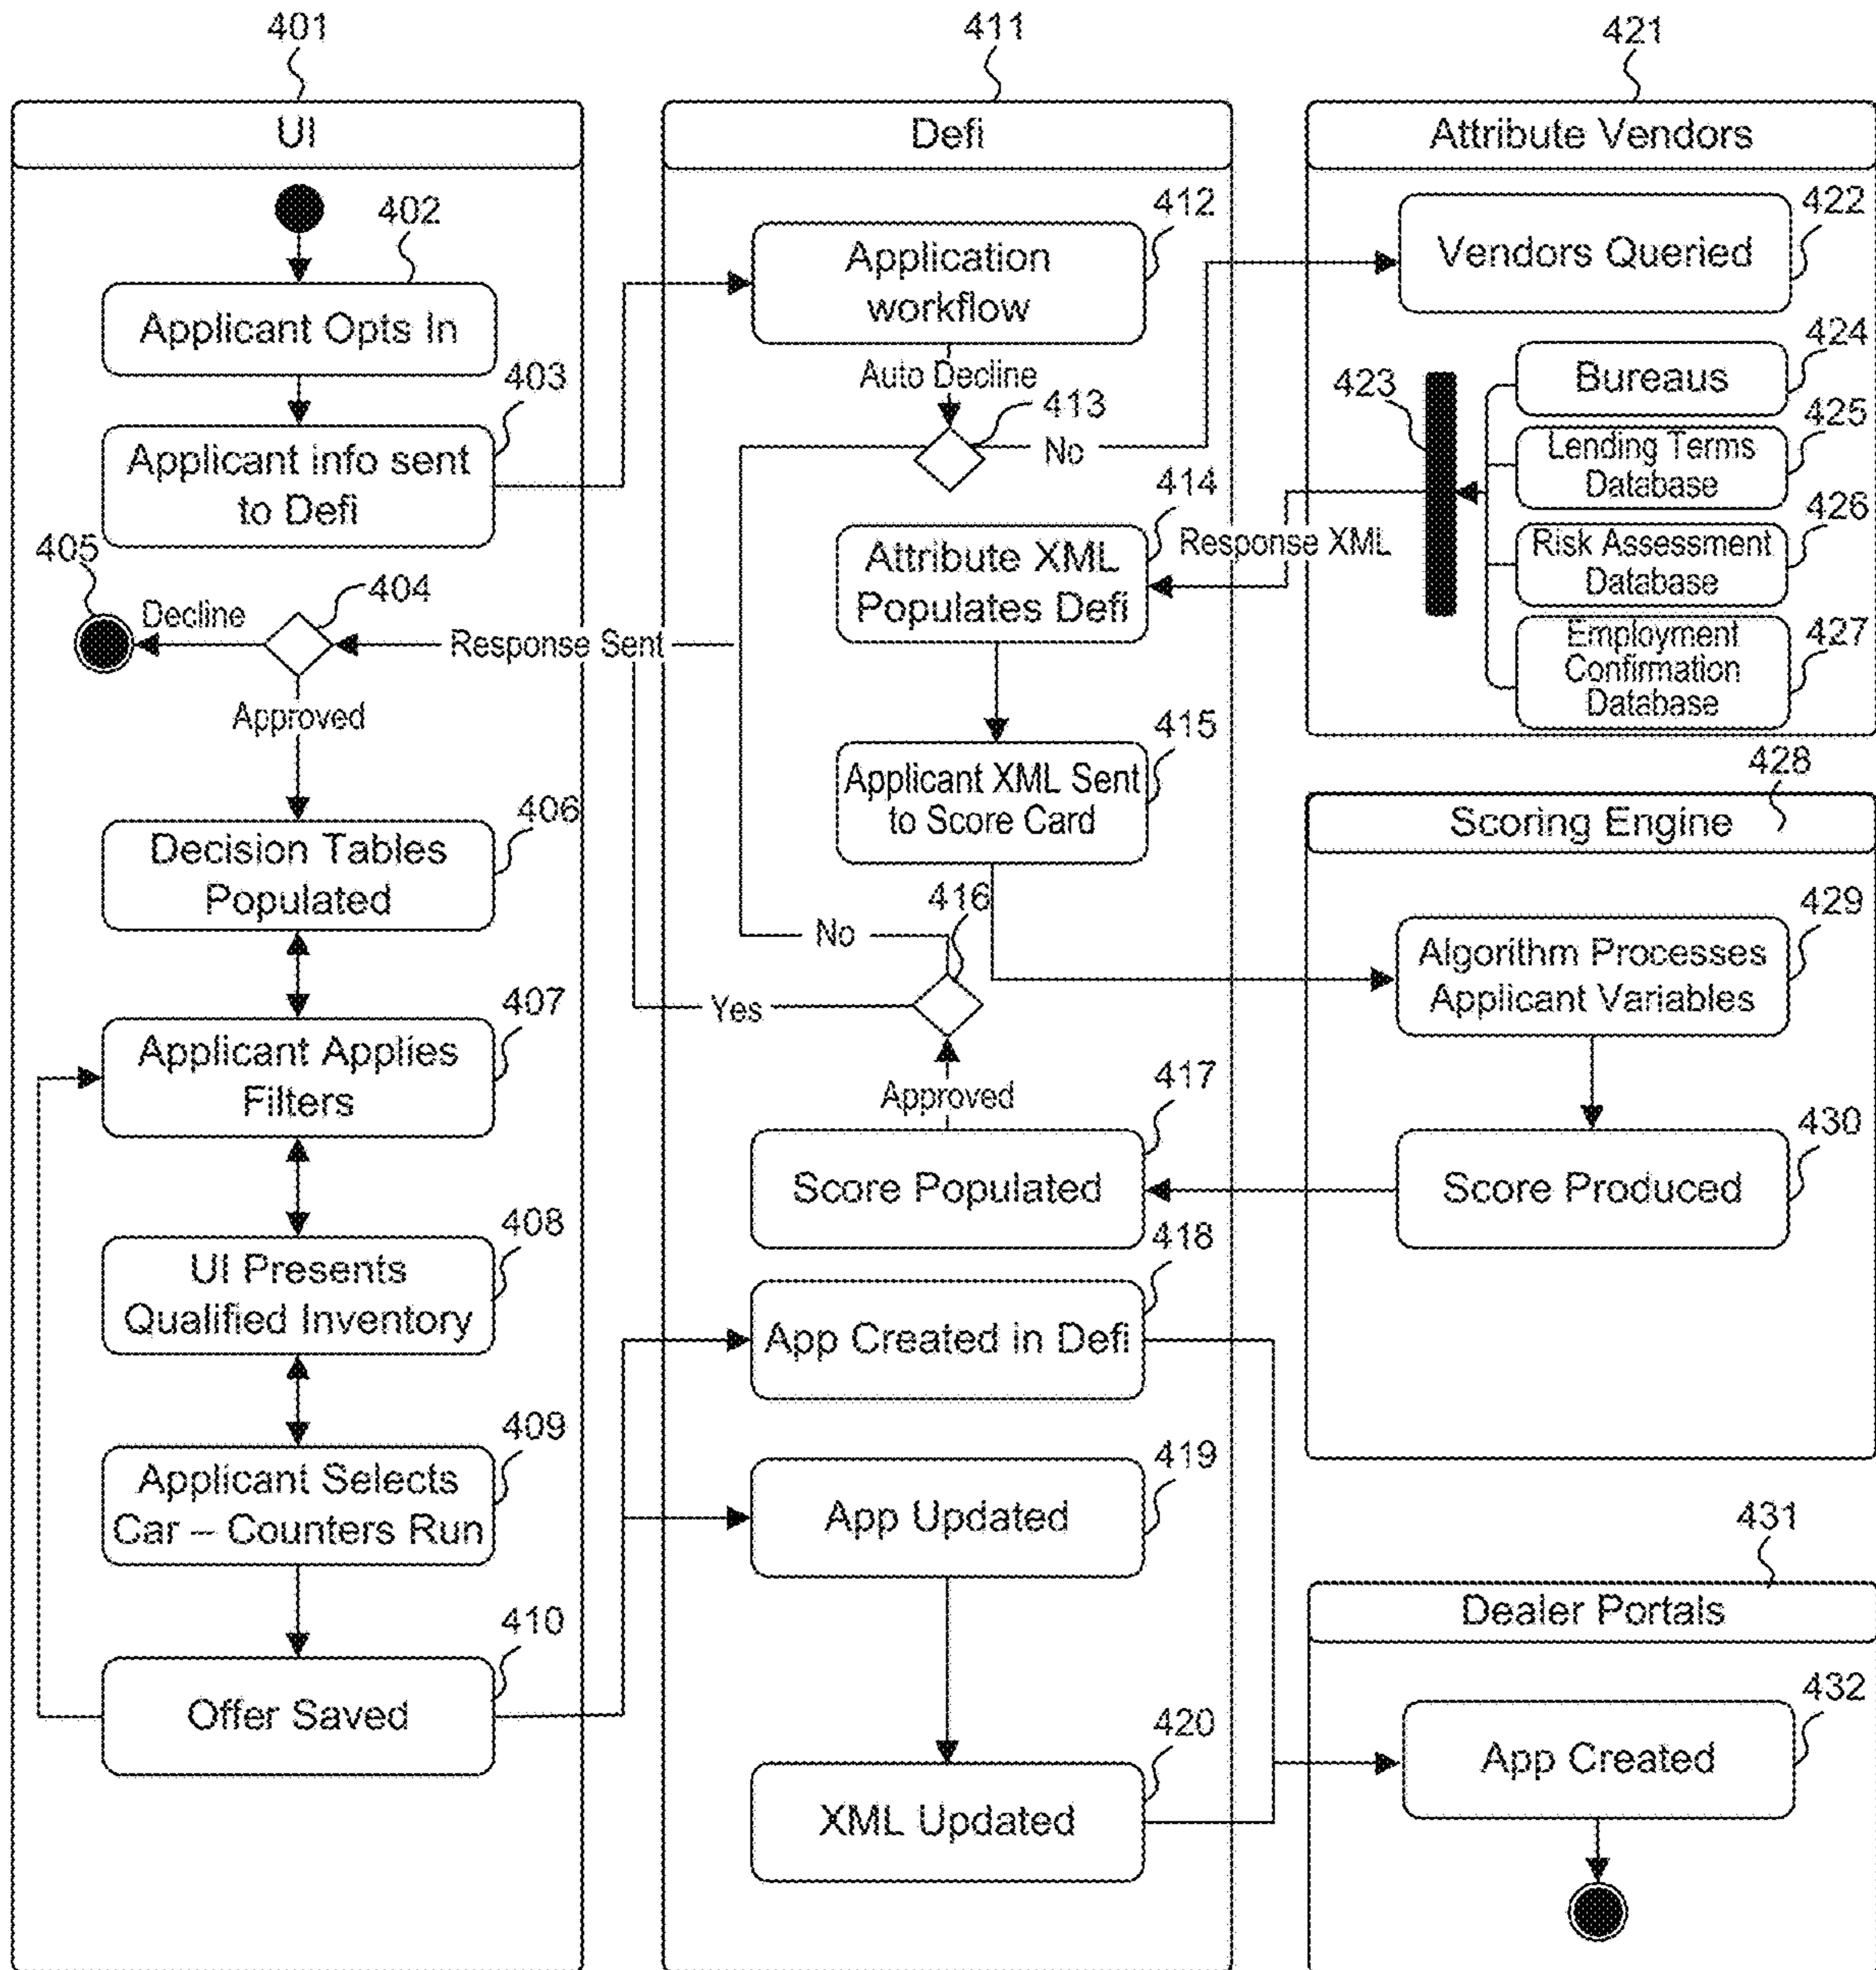 401
UI
402
Applicant Opts In
403
Applicant info sent
to Defi
405
Decline
404
Response Sent
Approved
406
Decision Tables
Populated
407
Applicant Applies
Filters
408
UI Presents
Qualified Inventory
409
Applicant Selects
Car – Counters Run
410
Offer Saved
411
Defi
412
Application
workflow
Auto Decline
413
No
414
Attribute XML
Populates Defi
Response XML
415
Applicant XML Sent
to Score Card
416
No
Yes
Approved
417
Score Populated
418
App Created in Defi
419
App Updated
420
XML Updated
421
Attribute Vendors
422
Vendors Queried
423
424
Bureaus
425
Lending Terms
Database
426
Risk Assessment
Database
427
Employment
Confirmation
Database
428
Scoring Engine
429
Algorithm Processes
Applicant Variables
430
Score Produced
431
Dealer Portals
432
App Created